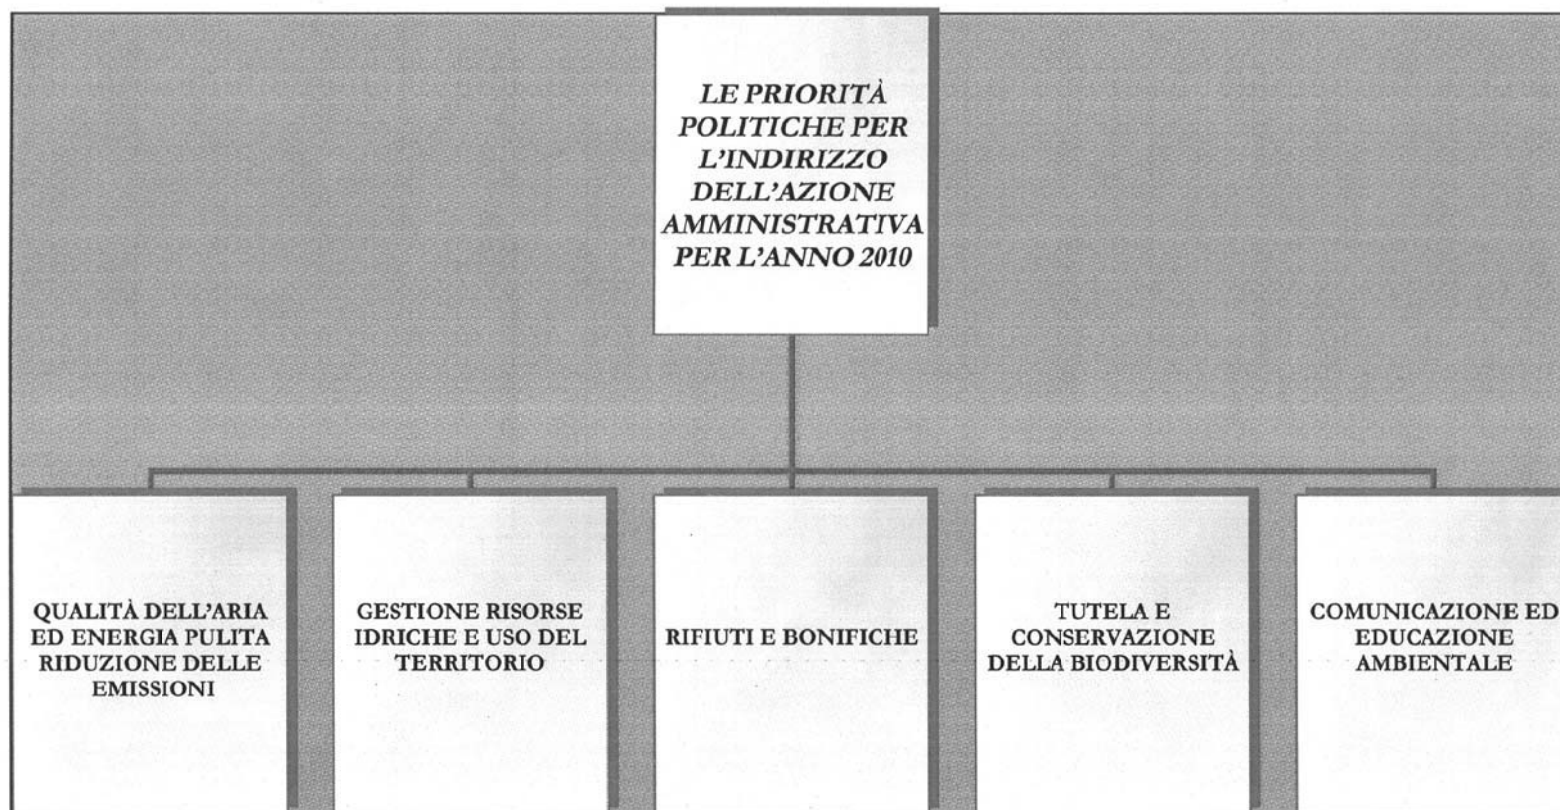 LE PRIORITÀ
POLITICHE PER
L'INDIRIZZO
DELL'AZIONE
AMMINISTRATIVA
PER L'ANNO 2010
QUALITÀ DELL'ARIA
ED ENERGIA PULITA
RIDUZIONE DELLE
EMISSIONI
GESTIONE RISORSE
IDRICHE E USO DEL
TERRITORIO
RIFIUTI E BONIFICHE
TUTELA E
CONSERVAZIONE
DELLA BIODIVERSITÀ
COMUNICAZIONE ED
EDUCAZIONE
AMBIENTALE